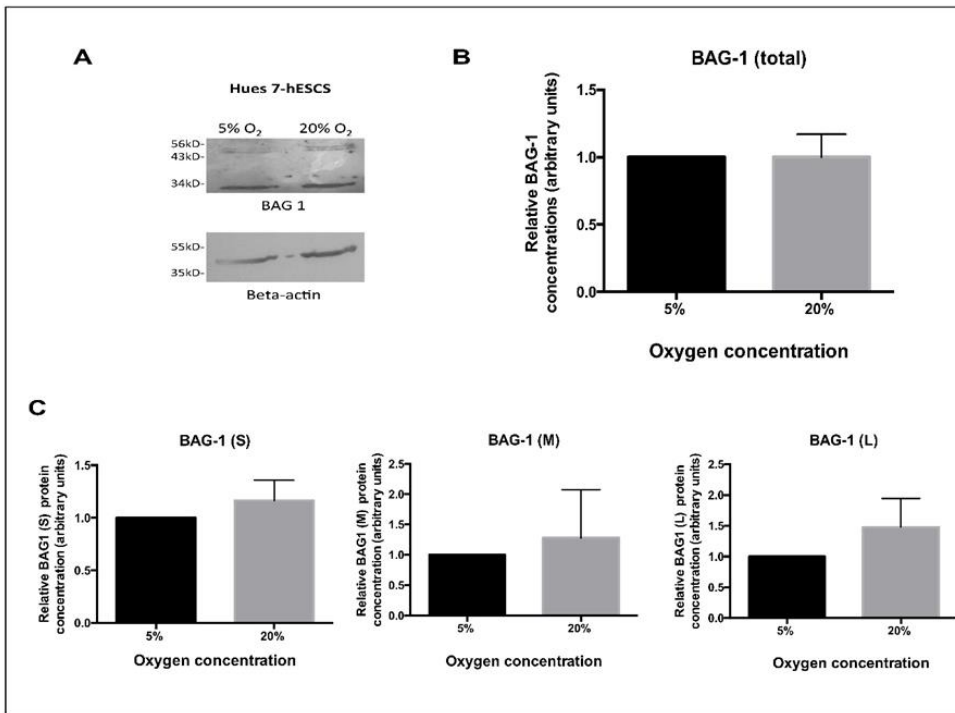 A
Hues 7-hESCS
5% O₂ 20% O₂
56kD-
43kD-
34kD-
BAG 1
55kD-
35kD-
Beta-actin
B
BAG-1 (total)
Relative BAG-1
concentrations (arbitrary units)
1.5
1.0
0.5
0.0
5% 20%
Oxygen concentration
C
BAG-1 (S)
Relative BAG1 (S) protein
concentration (arbitrary units)
1.5
1.0
0.5
0.0
5% 20%
Oxygen concentration
BAG-1 (M)
Relative BAG1 (M) protein
concentration (arbitrary units)
2.5
2.0
1.5
1.0
0.5
0.0
5% 20%
Oxygen concentration
BAG-1 (L)
Relative BAG1 (L) protein
concentration (arbitrary units)
2.5
2.0
1.5
1.0
0.5
0.0
5% 20%
Oxygen concentration